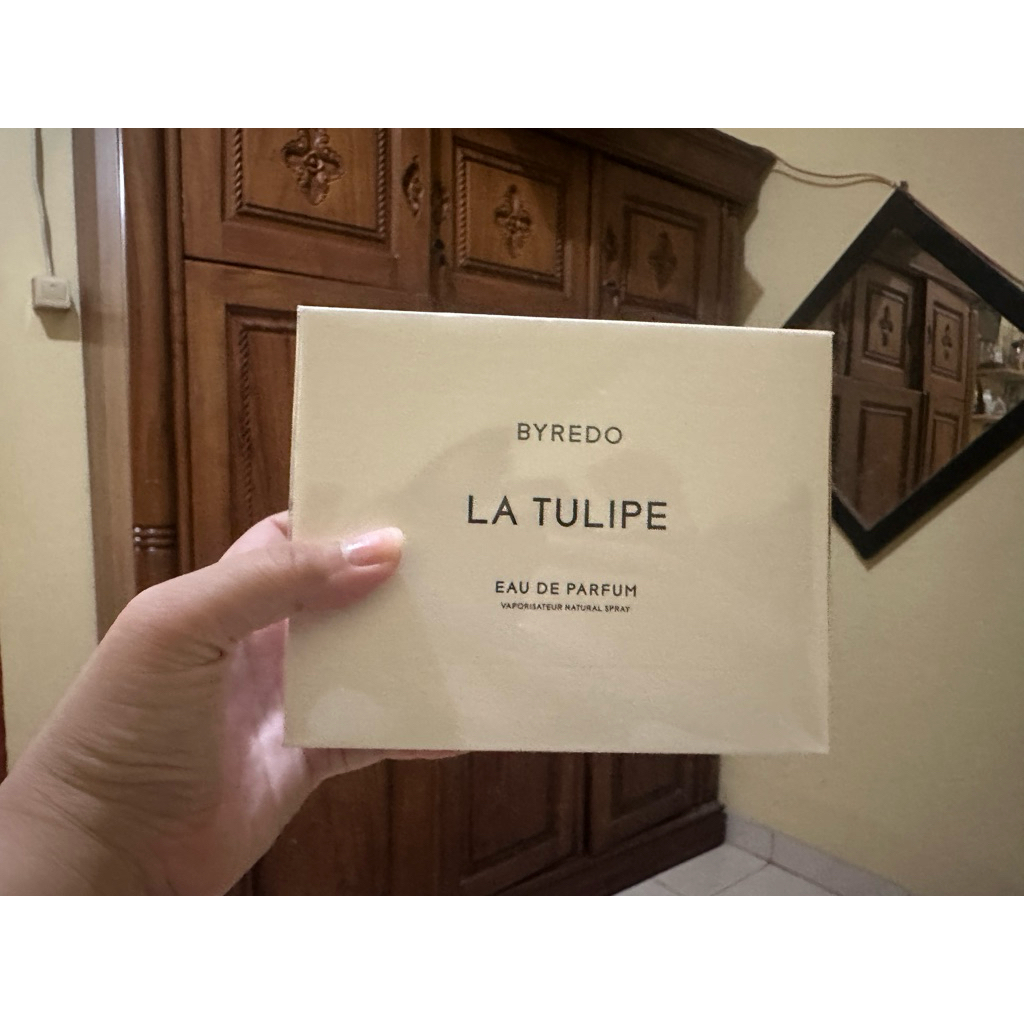 BYREDO
LA TULIPE
EAU DE PARFUM
VAPORISATEUR NATURAL SPRAY